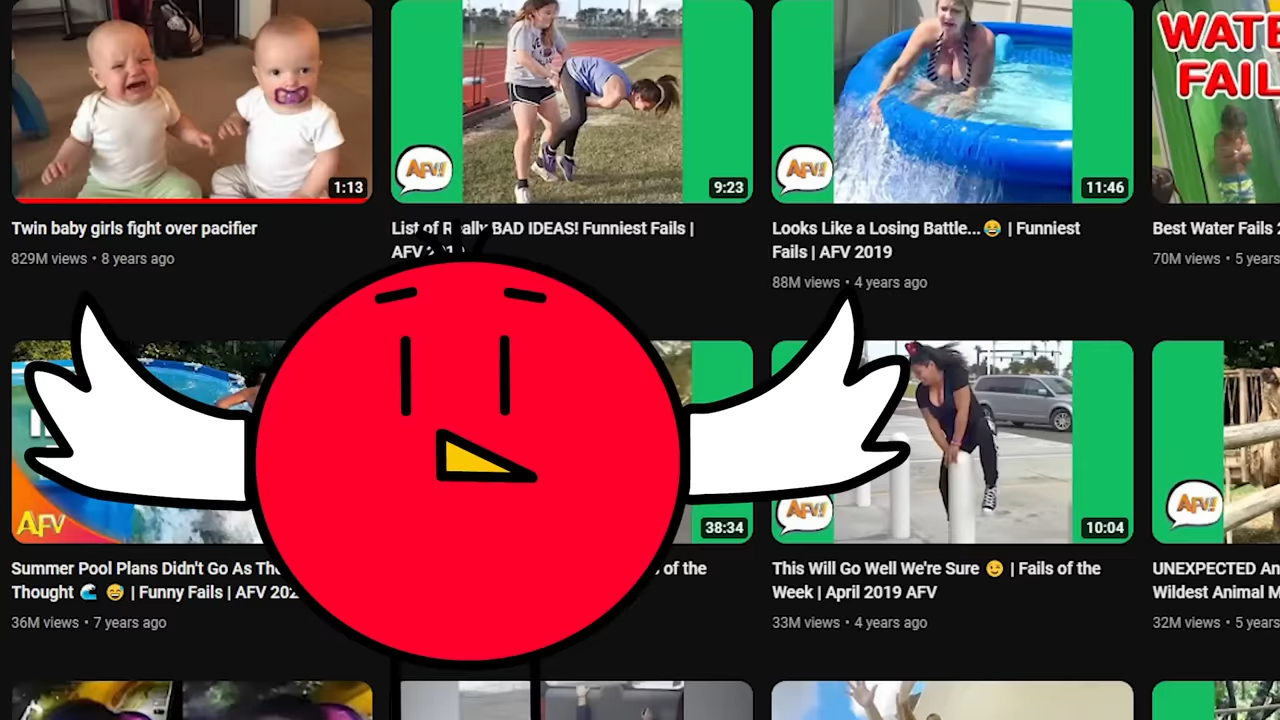 WATE
FAIL
AFV!
AFV!
1:13
9:23
11:46
Twin baby girls fight over pacifier
829M views • 8 years ago
List of R ally BAD IDEAS! Funniest Fails |
AFV
Looks Like a Losing Battle... 😂 | Funniest
Fails | AFV 2019
88M views • 4 years ago
Best Water Fails
70M views • 5 years
AFV
38:34
AFV!
10:04
AFV!
Summer Pool Plans Didn't Go As
Thought 🌊 😅 | Funny Fails | AFV
36M views • 7 years ago
of the
This Will Go Well We're Sure 😉 | Fails of the
Week | April 2019 AFV
33M views • 4 years ago
UNEXPECTED An
Wildest Animal M
32M views • 5 years